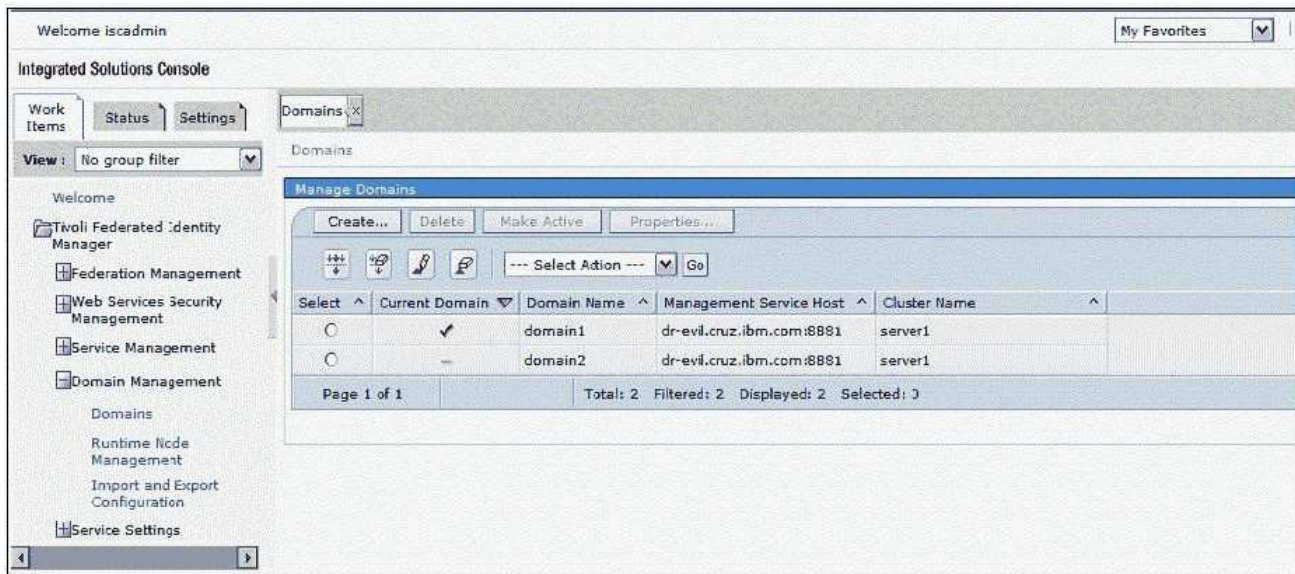 Welcome iscadmin
My Favorites
Integrated Solutions Console
Work Items
Status
Settings
View : No group filter
Welcome
Tivoli Federated Identity
Manager
Federation Management
Web Services Security
Management
Service Management
Domain Management
Domains
Runtime Node
Management
Import and Export
Configuration
Service Settings
Domains
Domains
Manage Domains
Create... Delete Make Active Properties...
--- Select Action --- Go
Select Current Domain Domain Name Management Service Host Cluster Name
domain1 dr-evil.cruz.ibm.com:8881 server1
domain2 dr-evil.cruz.ibm.com:8881 server1
Page 1 of 1 Total: 2 Filtered: 2 Displayed: 2 Selected: 0